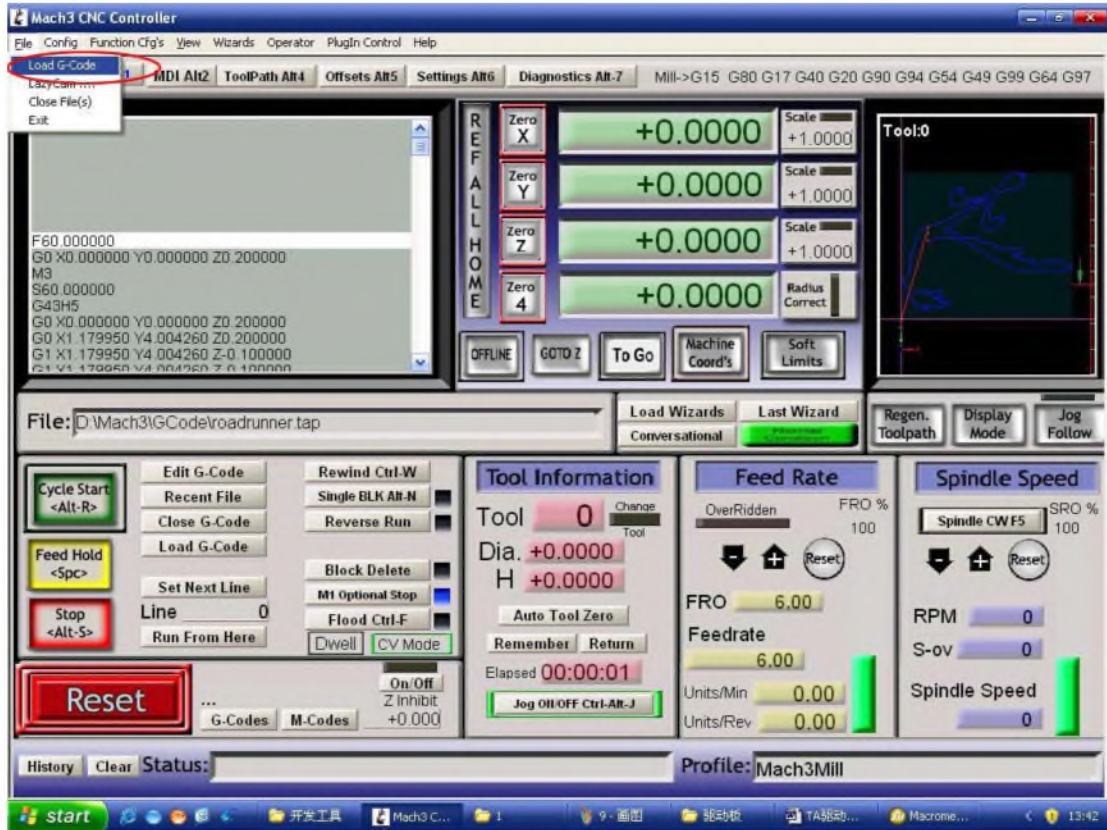 Mach3 CNC Controller
File Config Function Cfg's View Wizards Operator PlugIn Control Help
Load G-Code
LazyCam ....
Close File(s)
Exit
MDI Alt2 ToolPath Alt4 Offsets Alt5 Settings Alt6 Diagnostics Alt-7 Mill->G15 G80 G17 G40 G20 G90 G94 G54 G49 G99 G64 G97
F60.000000
G0 X0.000000 Y0.000000 Z0.200000
M3
S60.000000
G43H5
G0 X0.000000 Y0.000000 Z0.200000
G0 X1.179950 Y4.004260 Z0.200000
G1 X1.179950 Y4.004260 Z-0.100000
G1 X1.179950 Y4.004260 Z-0.100000
REF ALL HOME
Zero X +0.0000 Scale +1.0000
Zero Y +0.0000 Scale +1.0000
Zero Z +0.0000 Scale +1.0000
Zero 4 +0.0000 Radius Correct
OFFLINE GOTO Z To Go Machine Coord's Soft Limits
Tool:0
File: D:\Mach3\GCode\roadrunner.tap
Load Wizards Last Wizard
Conversational
Regen. Toolpath Display Mode Jog Follow
Cycle Start <Alt-R>
Feed Hold <Spc>
Stop <Alt-S>
Edit G-Code
Recent File
Close G-Code
Load G-Code
Set Next Line
Line 0
Run From Here
Rewind Ctrl-W
Single BLK Alt-N
Reverse Run
Block Delete
M1 Optional Stop
Flood Ctrl-F
Dwell CV Mode
Reset
...
G-Codes M-Codes
On/Off
Z Inhibit
+0.000
Tool Information
Tool 0 Change Tool
Dia. +0.0000
H +0.0000
Auto Tool Zero
Remember Return
Elapsed 00:00:01
Jog ON/OFF Ctrl-Alt-J
Feed Rate
OverRidden FRO % 100
Reset
FRO 6.00
Feedrate
6.00
Units/Min 0.00
Units/Rev 0.00
Spindle Speed
Spindle CW F5 SRO % 100
Reset
RPM 0
S-ov 0
Spindle Speed
0
History Clear Status: Profile: Mach3Mill
start 开发工具 Mach3 C... 1 9 - 画图 驱动板 TA驱动... Macrome... 13:42